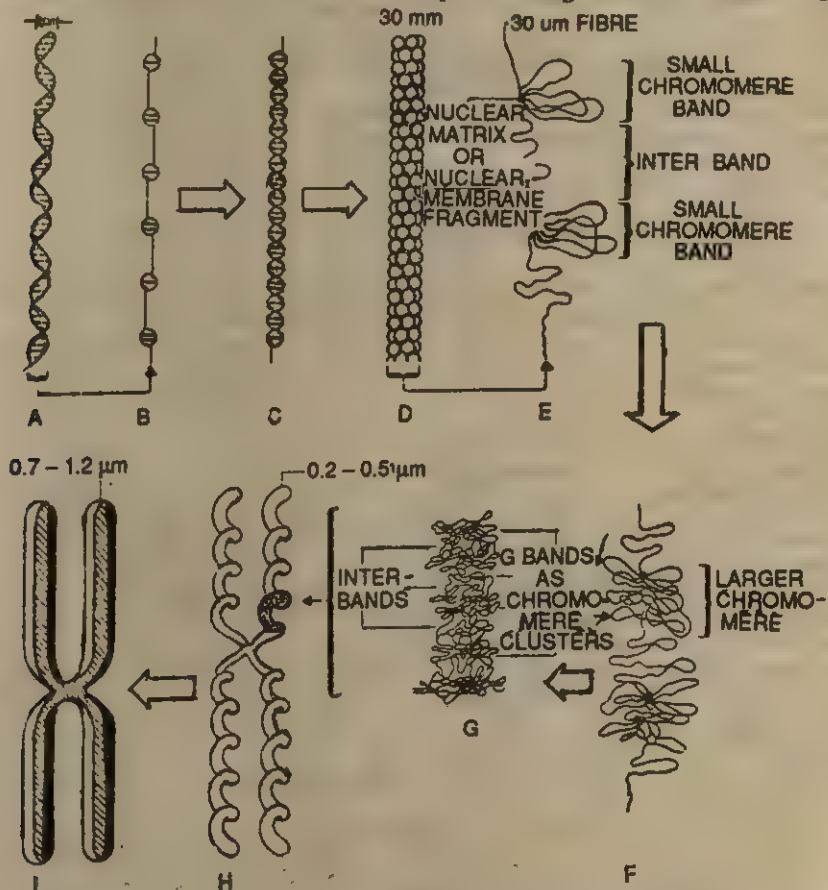 30 mm
30 um FIBRE
SMALL
CHROMOMERE
BAND
NUCLEAR
MATRIX
OR
NUCLEAR
MEMBRANE
FRAGMENT
INTER BAND
SMALL
CHROMOMERE
BAND
A
B
C
D
E
0.7 – 1.2 μm
0.2 – 0.5 μm
INTER-
BANDS
G BANDS
AS
CHROMO-
MERE
CLUSTERS
LARGER
CHROMO-
MERE
G
F
H
I